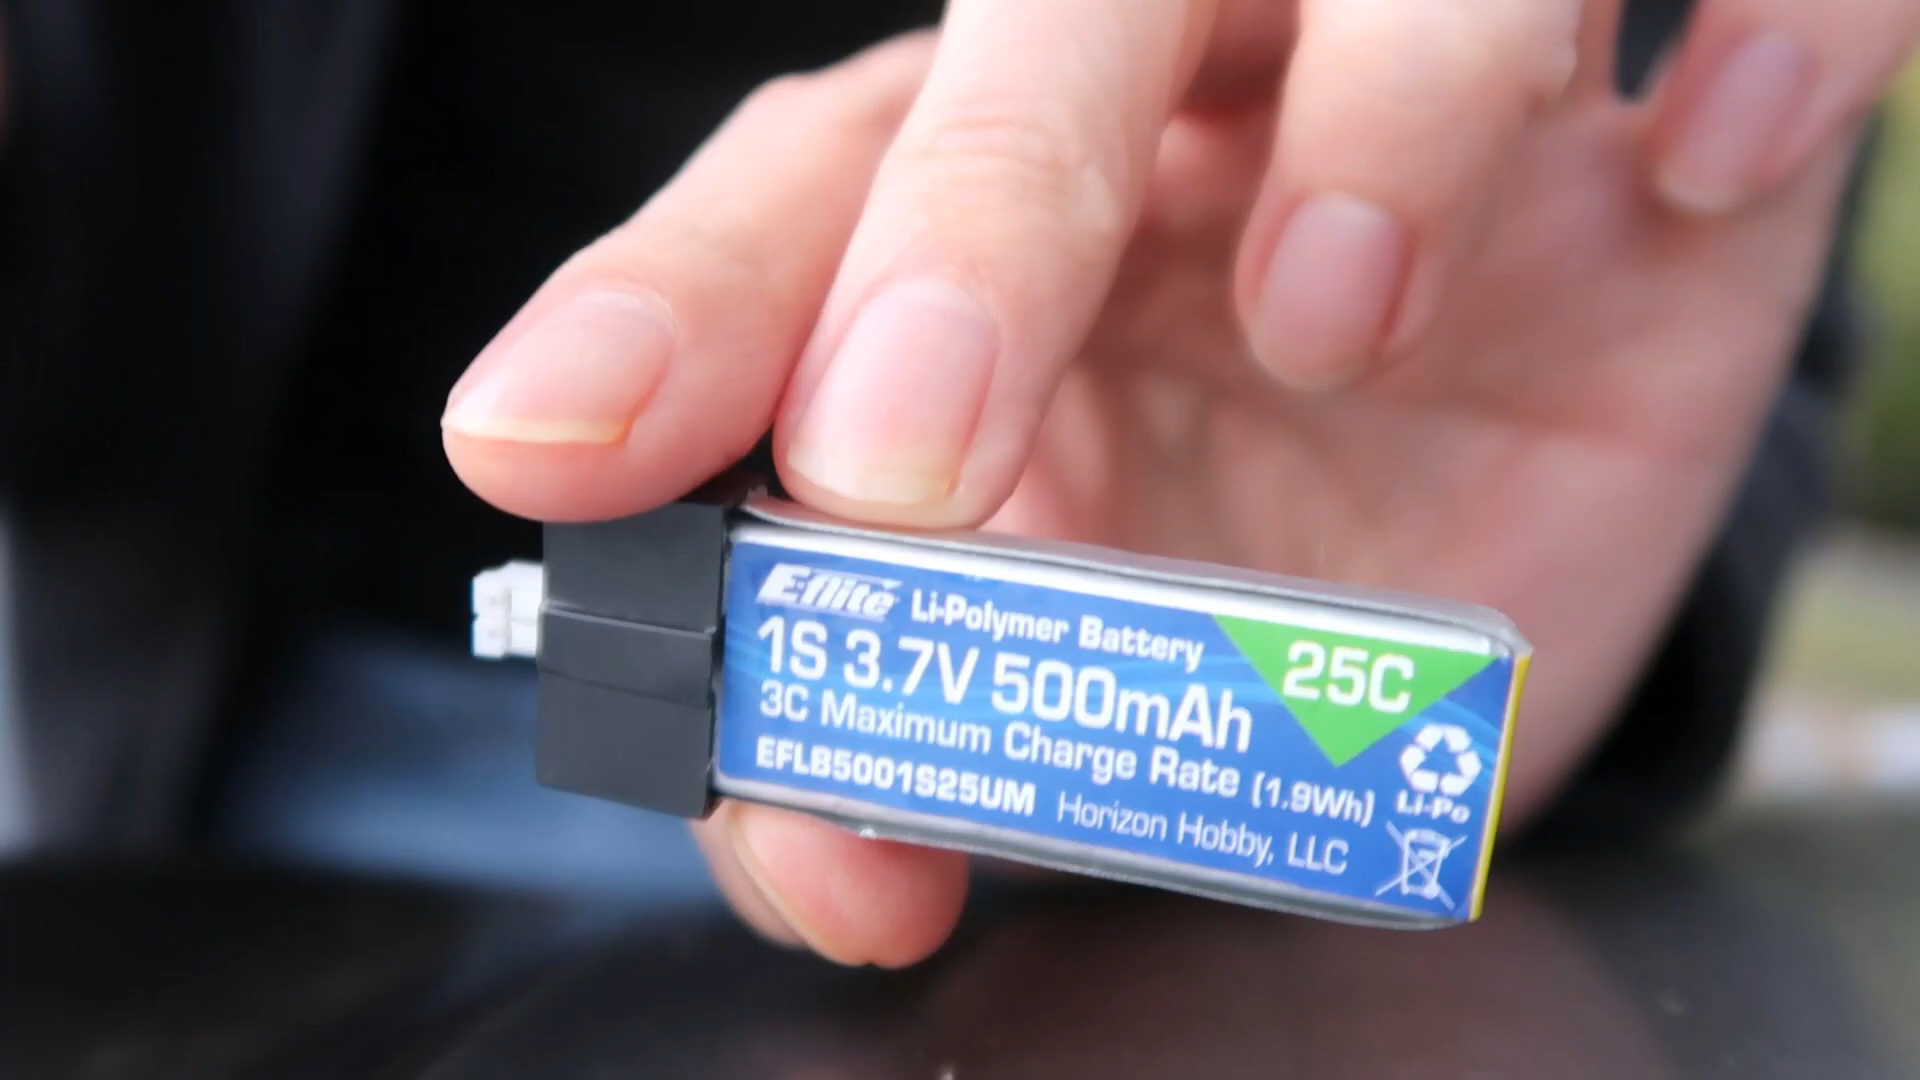 E-flite Li-Polymer Battery
1S 3.7V 500mAh
25C
3C Maximum Charge Rate (1.9Wh)
EFLB5001S25UM Horizon Hobby, LLC
Li-Po